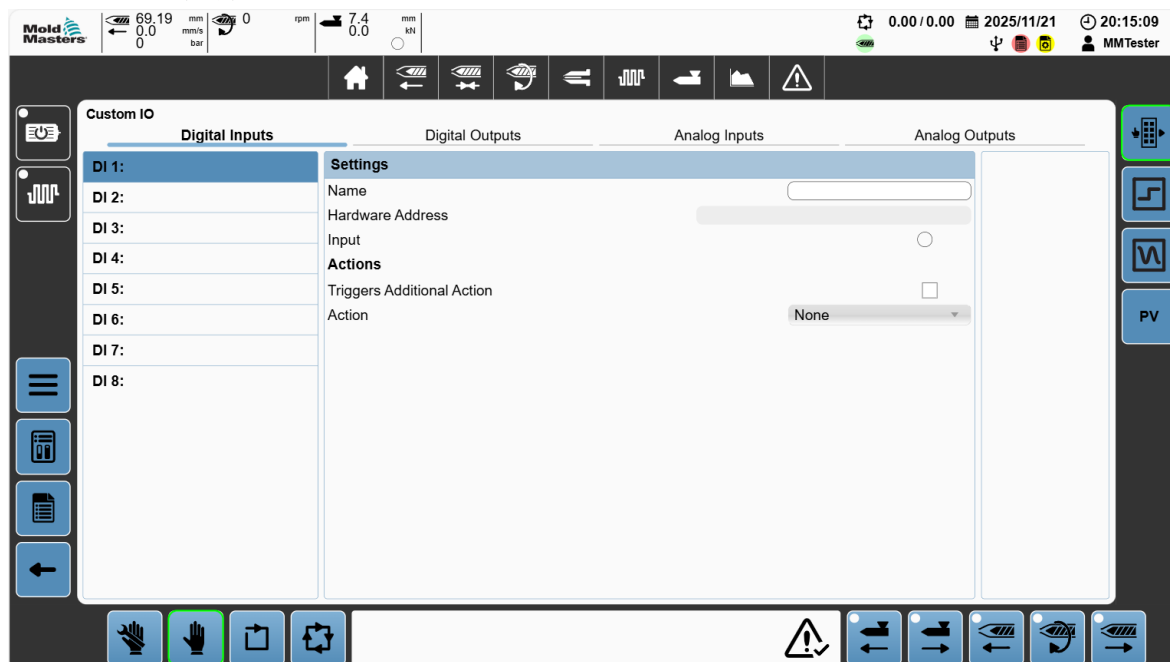 Mold Masters
69.19 mm 0 rpm 7.4 mm
0.0 mm/s 0.0 kN
0 bar
0.00 / 0.00 2025/11/21 20:15:09
MMTester
Custom IO
Digital Inputs Digital Outputs Analog Inputs Analog Outputs
DI 1:
DI 2:
DI 3:
DI 4:
DI 5:
DI 6:
DI 7:
DI 8:
Settings
Name
Hardware Address
Input
Actions
Triggers Additional Action
Action None
PV